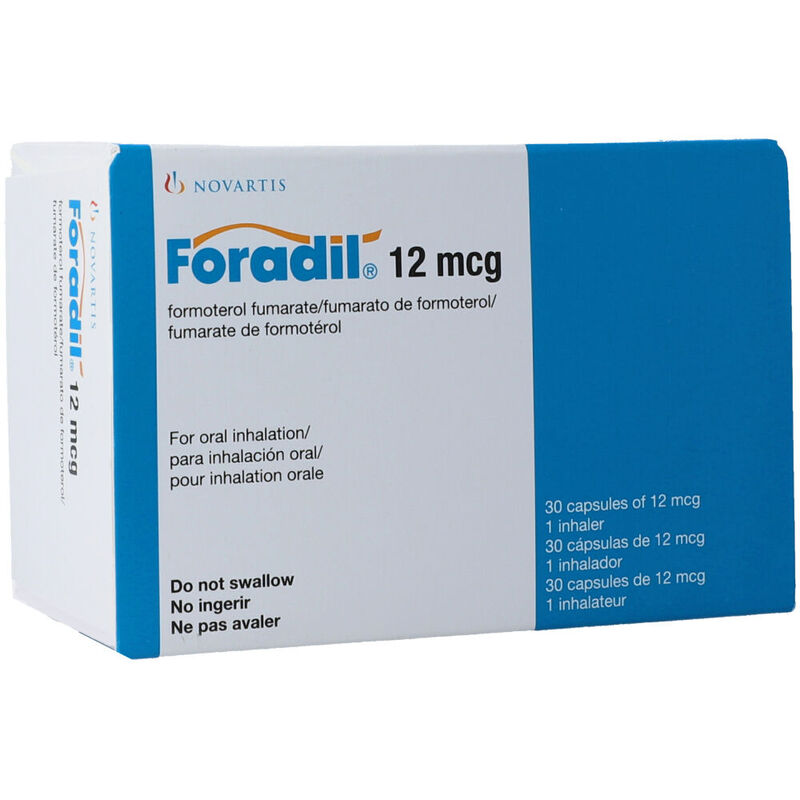 NOVARTIS
Foradil® 12 mcg
formoterol fumarate/fumarato de formoterol/
fumarate de formotérol
For oral inhalation/
para inhalación oral/
pour inhalation orale
Do not swallow
No ingerir
Ne pas avaler
30 capsules of 12 mcg
1 inhaler
30 cápsulas de 12 mcg
1 inhalador
30 capsules de 12 mcg
1 inhalateur
NOVARTIS
Foradil® 12 mcg
formoterol fumarate/fumarato de formoterol/
fumarate de formotérol